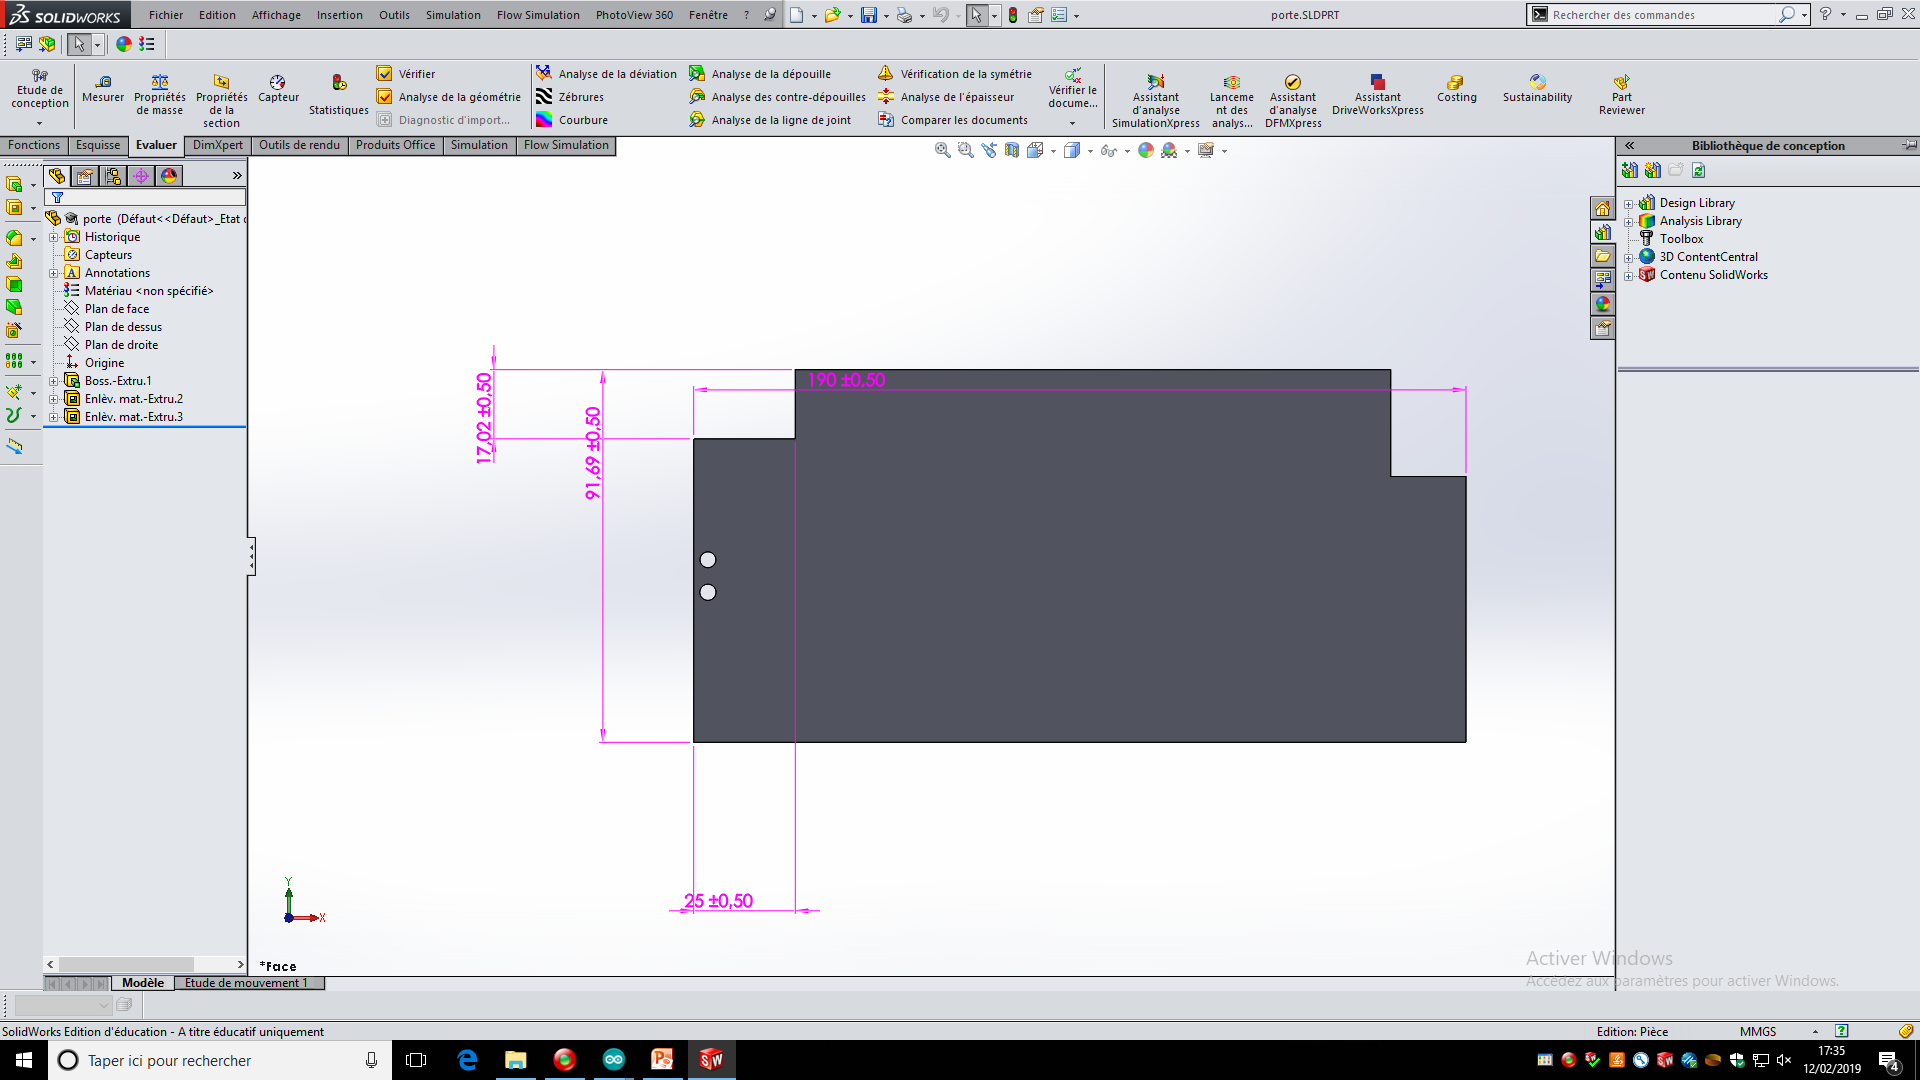 SOLIDWORKS
Fichier Edition Affichage Insertion Outils Simulation Flow Simulation PhotoView 360 Fenêtre ?
porte.SLDPRT
Rechercher des commandes
Etude de conception
Mesurer
Propriétés de masse
Propriétés de la section
Capteur
Statistiques
Vérifier
Analyse de la géométrie
Diagnostic d'import...
Analyse de la déviation
Zébrures
Courbure
Analyse de la dépouille
Analyse des contre-dépouilles
Analyse de la ligne de joint
Vérification de la symétrie
Analyse de l'épaisseur
Comparer les documents
Vérifier le docume...
Assistant d'analyse SimulationXpress
Lanceme nt des analys...
Assistant d'analyse DFMXpress
Assistant DriveWorksXpress
Costing
Sustainability
Part Reviewer
Fonctions Esquisse Evaluer DimXpert Outils de rendu Produits Office Simulation Flow Simulation
porte (Défaut<<Défaut>_Etat
Historique
Capteurs
Annotations
Matériau <non spécifié>
Plan de face
Plan de dessus
Plan de droite
Origine
Boss.-Extru.1
Enlèv. mat.-Extru.2
Enlèv. mat.-Extru.3
17,02 ±0,50
91,69 ±0,50
190 ±0,50
25 ±0,50
Y
X
*Face
Bibliothèque de conception
Design Library
Analysis Library
Toolbox
3D ContentCentral
Contenu SolidWorks
Activer Windows
Accédez aux paramètres pour activer Windows.
Modèle Etude de mouvement 1
SolidWorks Edition d'éducation - A titre éducatif uniquement
Edition: Pièce
MMGS
Taper ici pour rechercher
17:35
12/02/2019
4